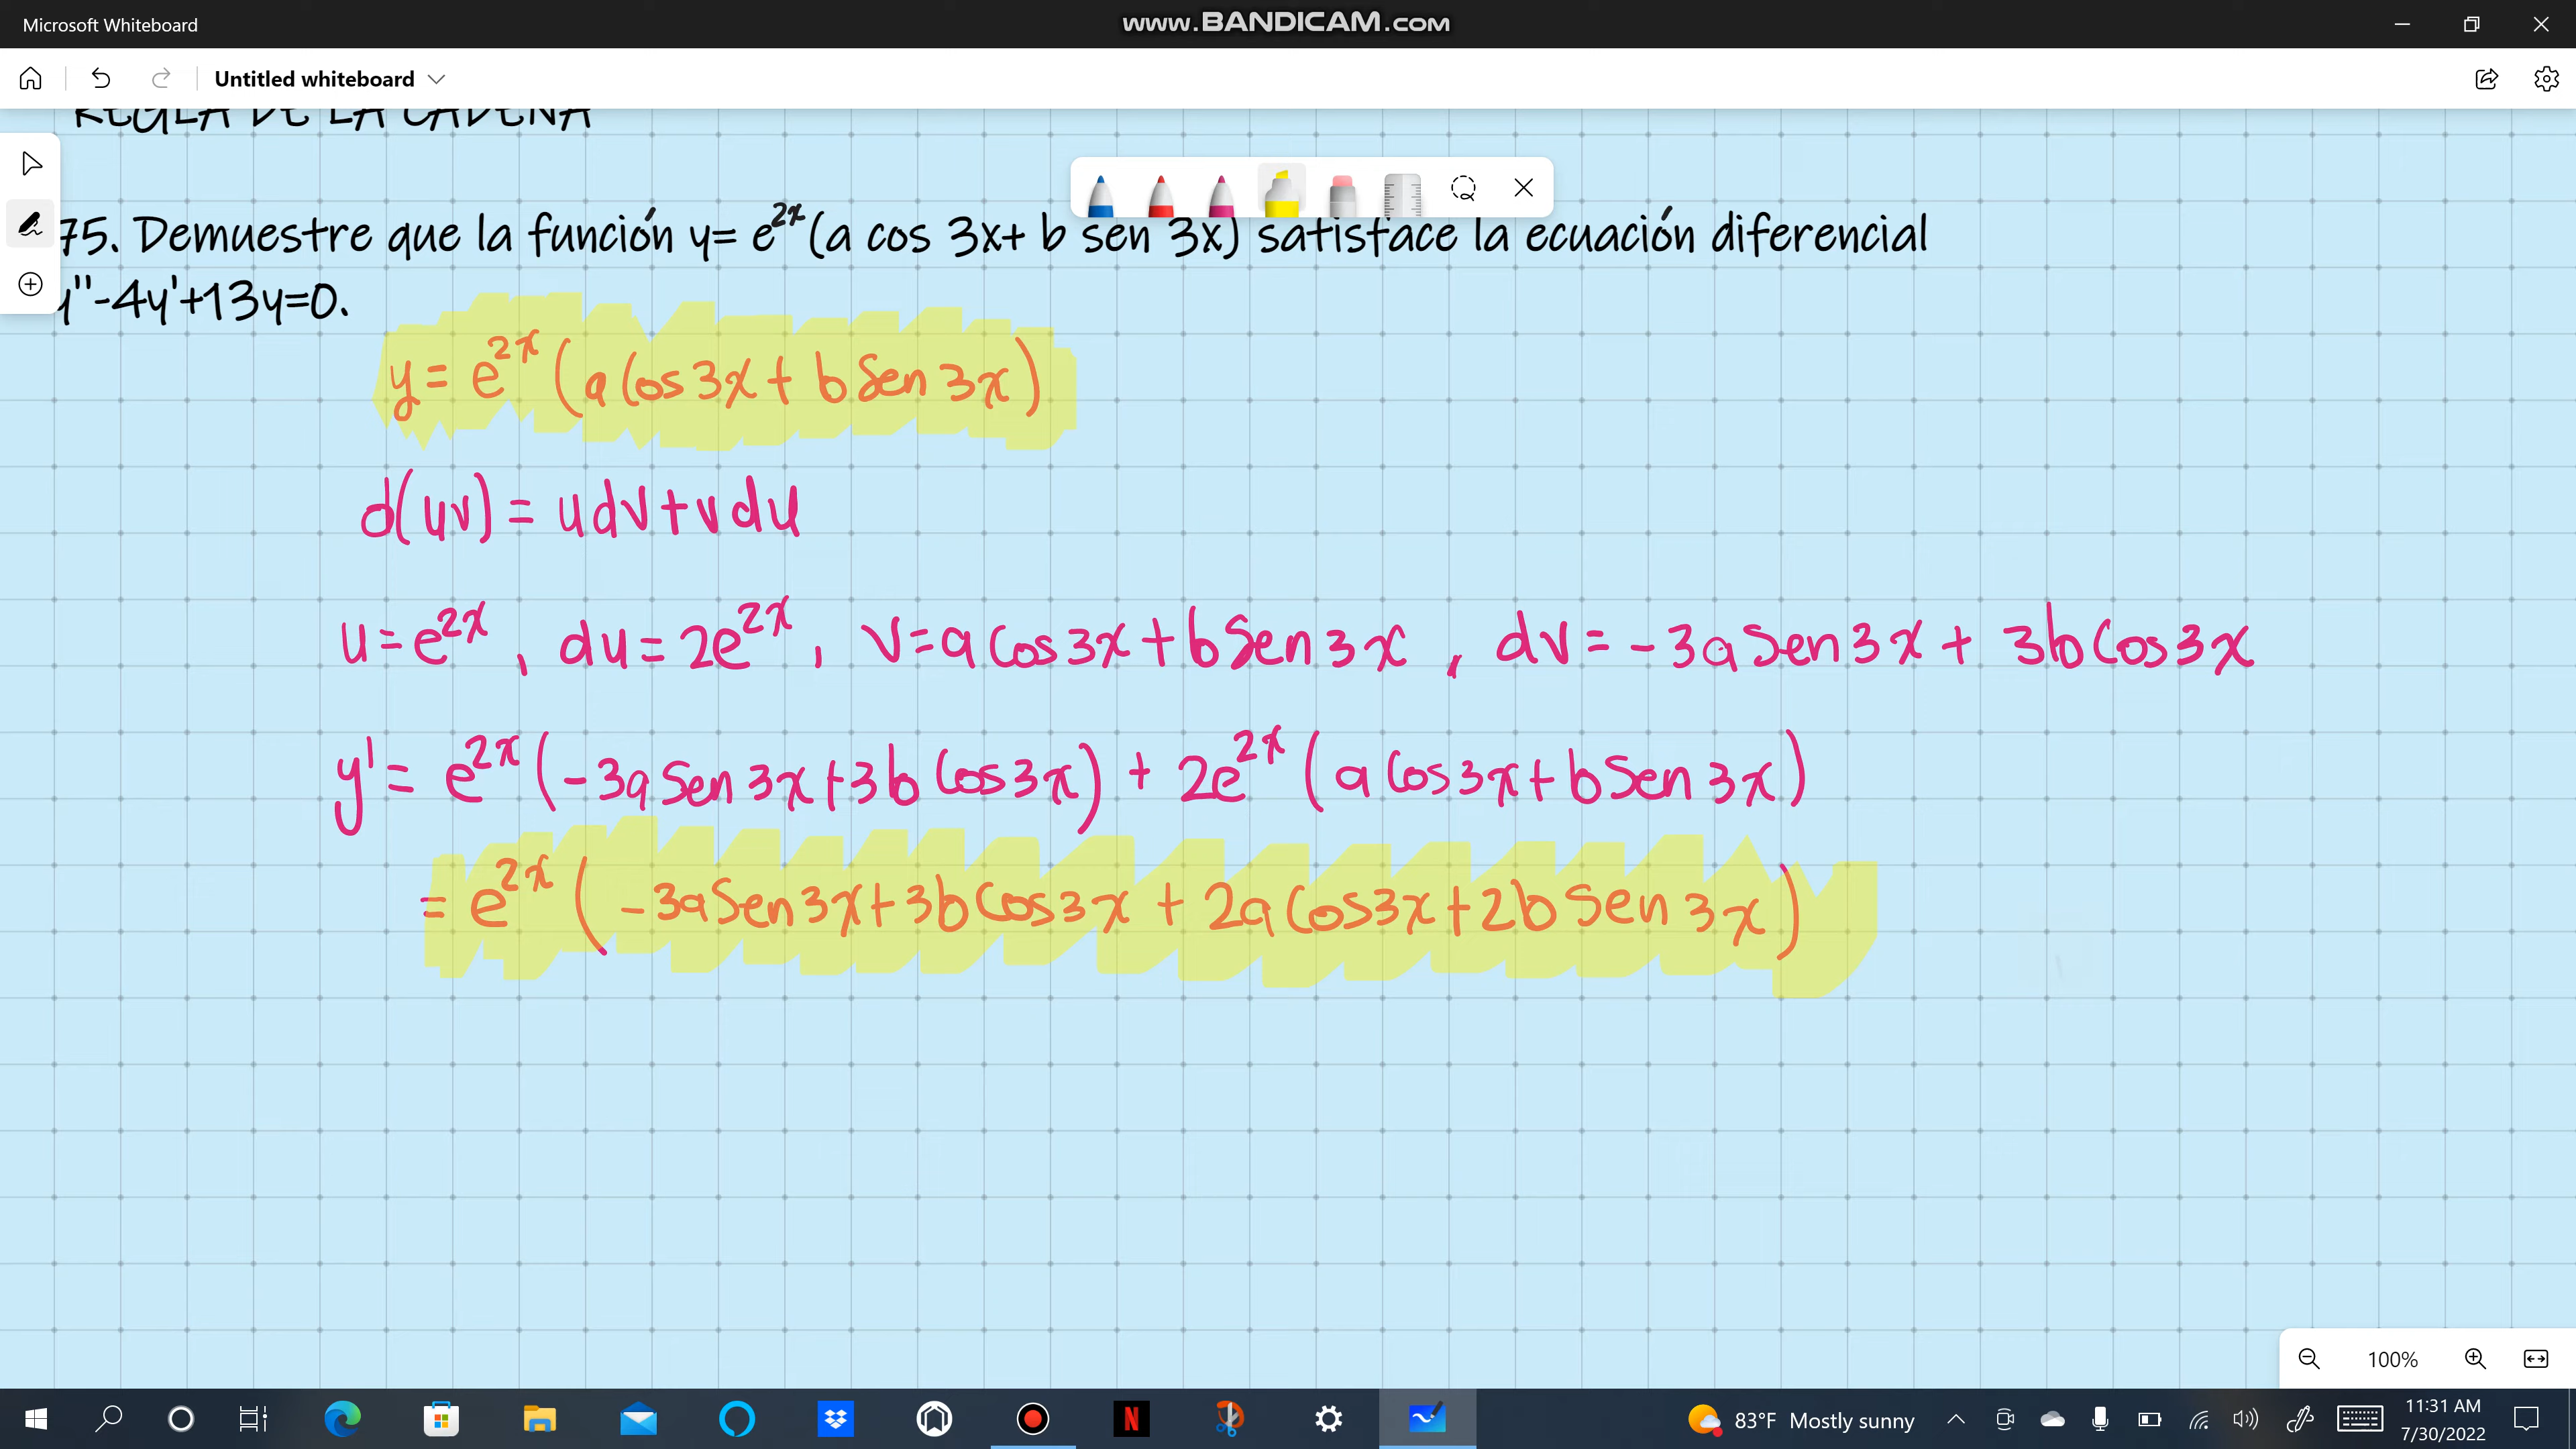 Microsoft Whiteboard
www.BANDICAM.com
Untitled whiteboard
REGLA DE LA CADENA
75. Demuestre que la función y= e^2x (a cos 3x+ b sen 3x) satisface la ecuación diferencial
y''-4y'+13y=0.
y = e^2x (a Cos 3x + b Sen 3x)
d(uv) = u dv + v du
u = e^2x , du = 2e^2x , v = a Cos 3x + b Sen 3x , dv = -3a Sen 3x + 3b Cos 3x
y' = e^2x (-3a Sen 3x + 3b Cos 3x) + 2e^2x (a Cos 3x + b Sen 3x)
= e^2x (-3a Sen 3x + 3b Cos 3x + 2a Cos 3x + 2b Sen 3x)
100%
83°F Mostly sunny
11:31 AM
7/30/2022